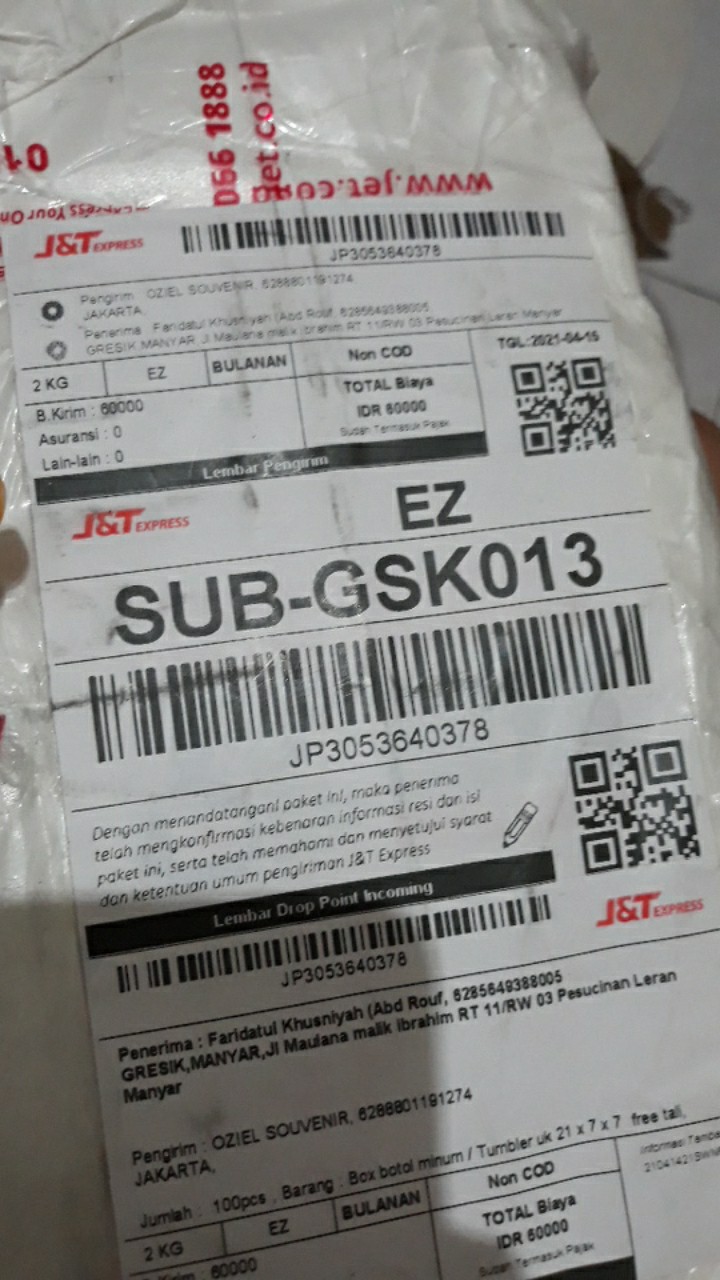 01
066 1888
jet.co.id
www.jet.co
Express Your On
J&T EXPRESS
JP3053640378
Pengirim : OZIEL SOUVENIR, 6288801191274
JAKARTA,
Penerima : Faridatul Khusniyah (Abd Rouf, 6285649388005
GRESIK,MANYAR,Jl Maulana malik ibrahim RT 11/RW 03 Pesucinan Leran Manyar
2 KG EZ BULANAN Non COD
TGL:2021-04-15
B.Kirim : 60000
Asuransi : 0
Lain-lain : 0
TOTAL Biaya
IDR 60000
Sudah Termasuk Pajak
Lembar Pengirim
J&T EXPRESS
EZ
SUB-GSK013
JP3053640378
Dengan menandatangani paket ini, maka penerima
telah mengkonfirmasi kebenaran informasi resi dan isi
paket ini, serta telah memahami dan menyetujui syarat
dan ketentuan umum pengiriman J&T Express
Lembar Drop Point Incoming
J&T EXPRESS
JP3053640378
Penerima : Faridatul Khusniyah (Abd Rouf, 6285649388005
GRESIK,MANYAR,Jl Maulana malik ibrahim RT 11/RW 03 Pesucinan Leran
Manyar
Pengirim : OZIEL SOUVENIR, 6288801191274
JAKARTA,
Jumlah : 100pcs , Barang : Box botol minum / Tumbler uk 21 x 7 x 7 free tali,
2 KG EZ BULANAN Non COD
Informasi Tamba
B.Kirim : 60000
TOTAL Biaya
IDR 60000
Sudah Termasuk Pajak